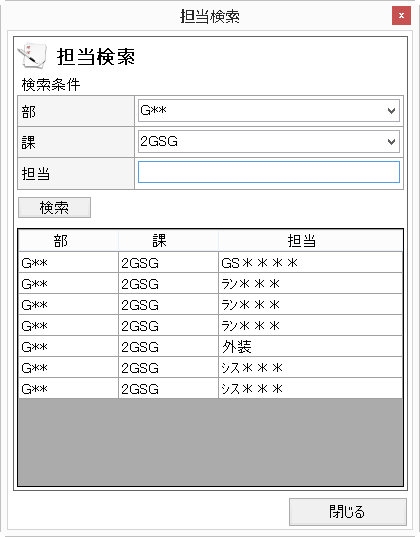 担当検索
x
担当検索
検索条件
部 G**
課 2GSG
担当
検索
部 課 担当
G** 2GSG GS＊＊＊＊
G** 2GSG ﾗﾝ＊＊＊
G** 2GSG ﾗﾝ＊＊＊
G** 2GSG ﾗﾝ＊＊＊
G** 2GSG 外装
G** 2GSG ｼｽ＊＊＊
G** 2GSG ｼｽ＊＊＊
閉じる